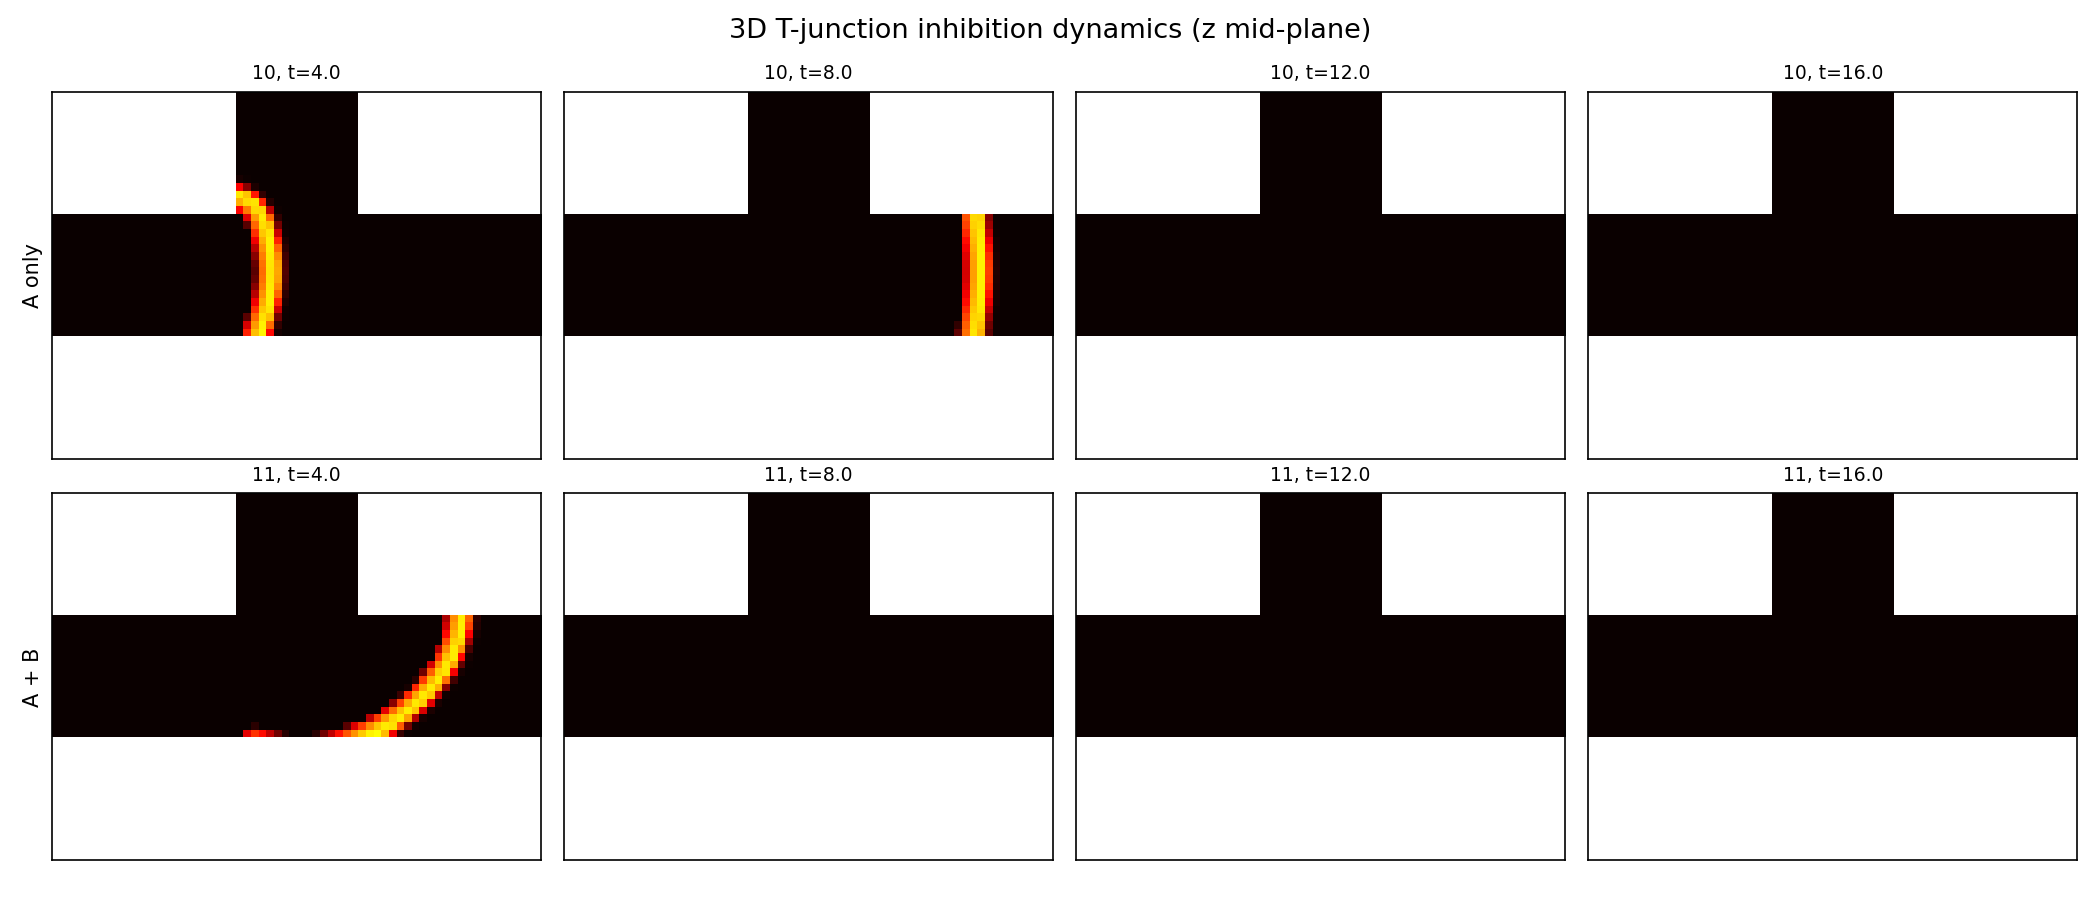 3D T-junction inhibition dynamics (z mid-plane)
10, t=4.0
10, t=8.0
10, t=12.0
10, t=16.0
A only
11, t=4.0
11, t=8.0
11, t=12.0
11, t=16.0
A + B